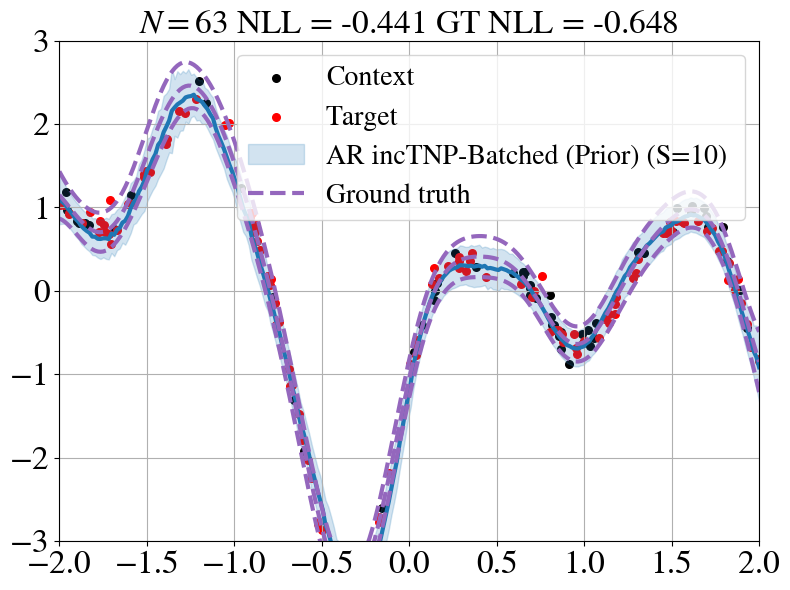 N = 63 NLL = -0.441 GT NLL = -0.648
3
2
1
0
−1
−2
−3
Context
Target
AR incTNP-Batched (Prior) (S=10)
Ground truth
−2.0 −1.5 −1.0 −0.5 0.0 0.5 1.0 1.5 2.0